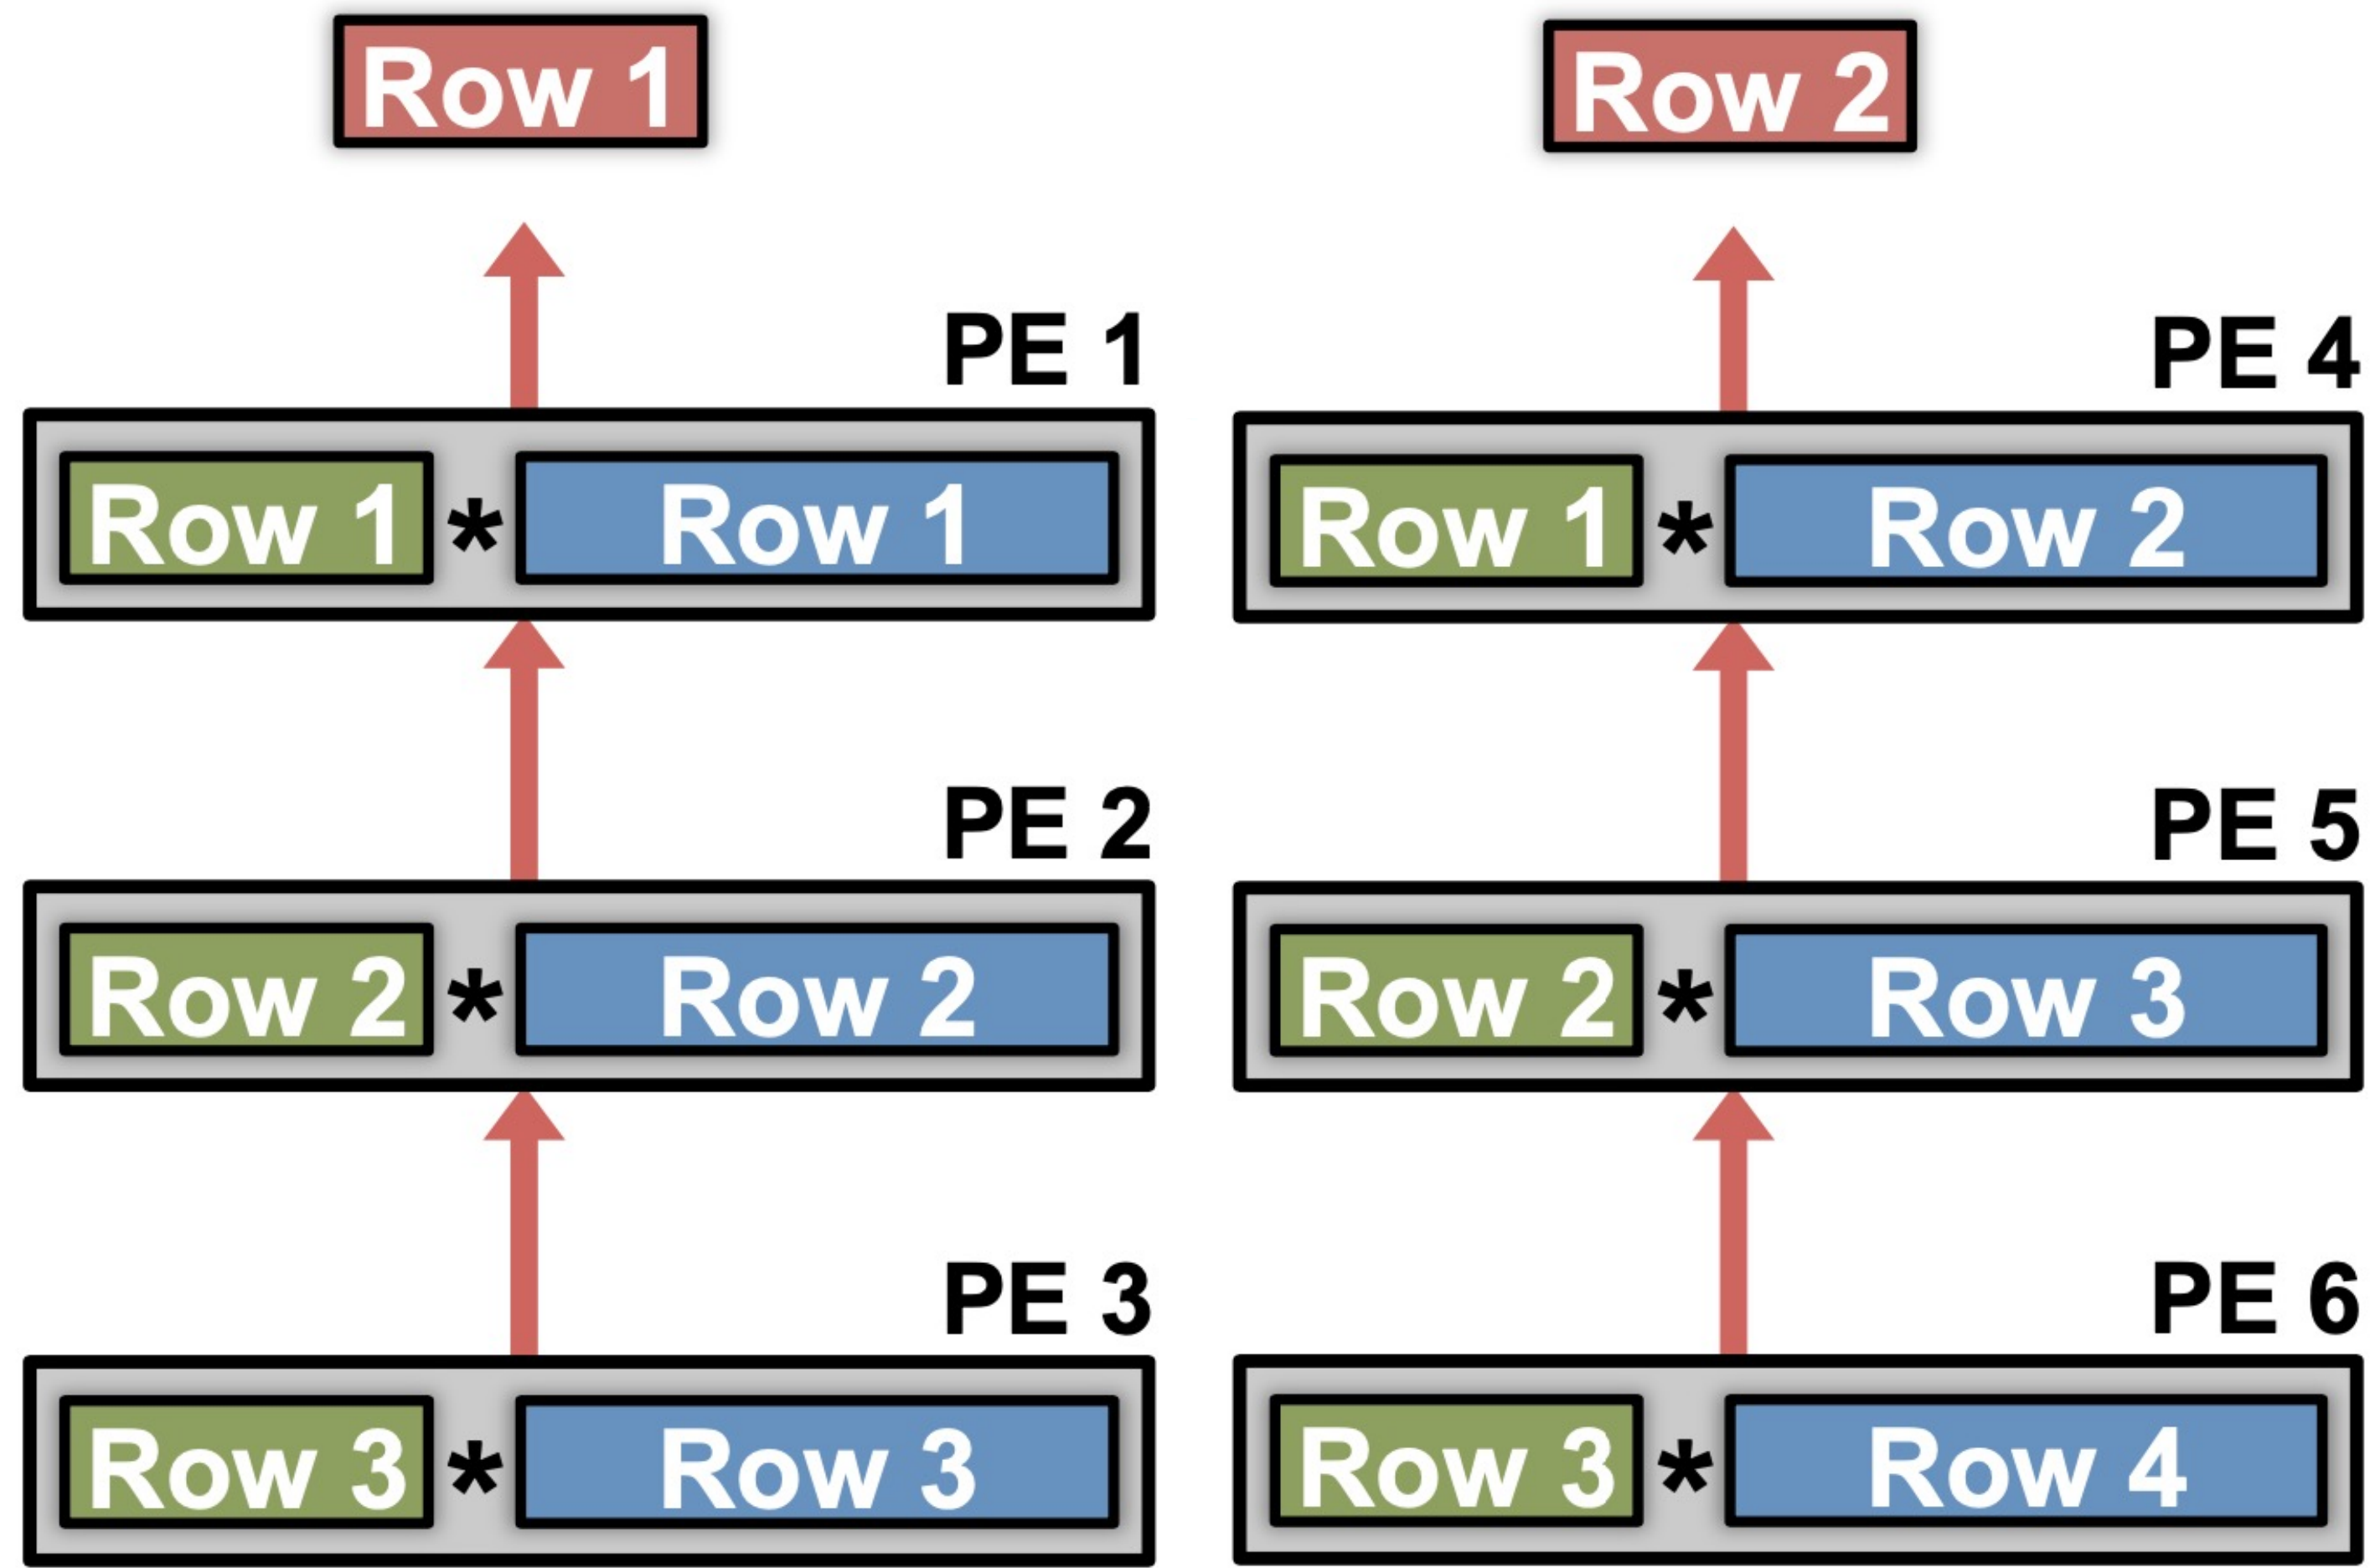 Row 1
Row 2
PE 1
PE 4
Row 1 * Row 1
Row 1 * Row 2
PE 2
PE 5
Row 2 * Row 2
Row 2 * Row 3
PE 3
PE 6
Row 3 * Row 3
Row 3 * Row 4